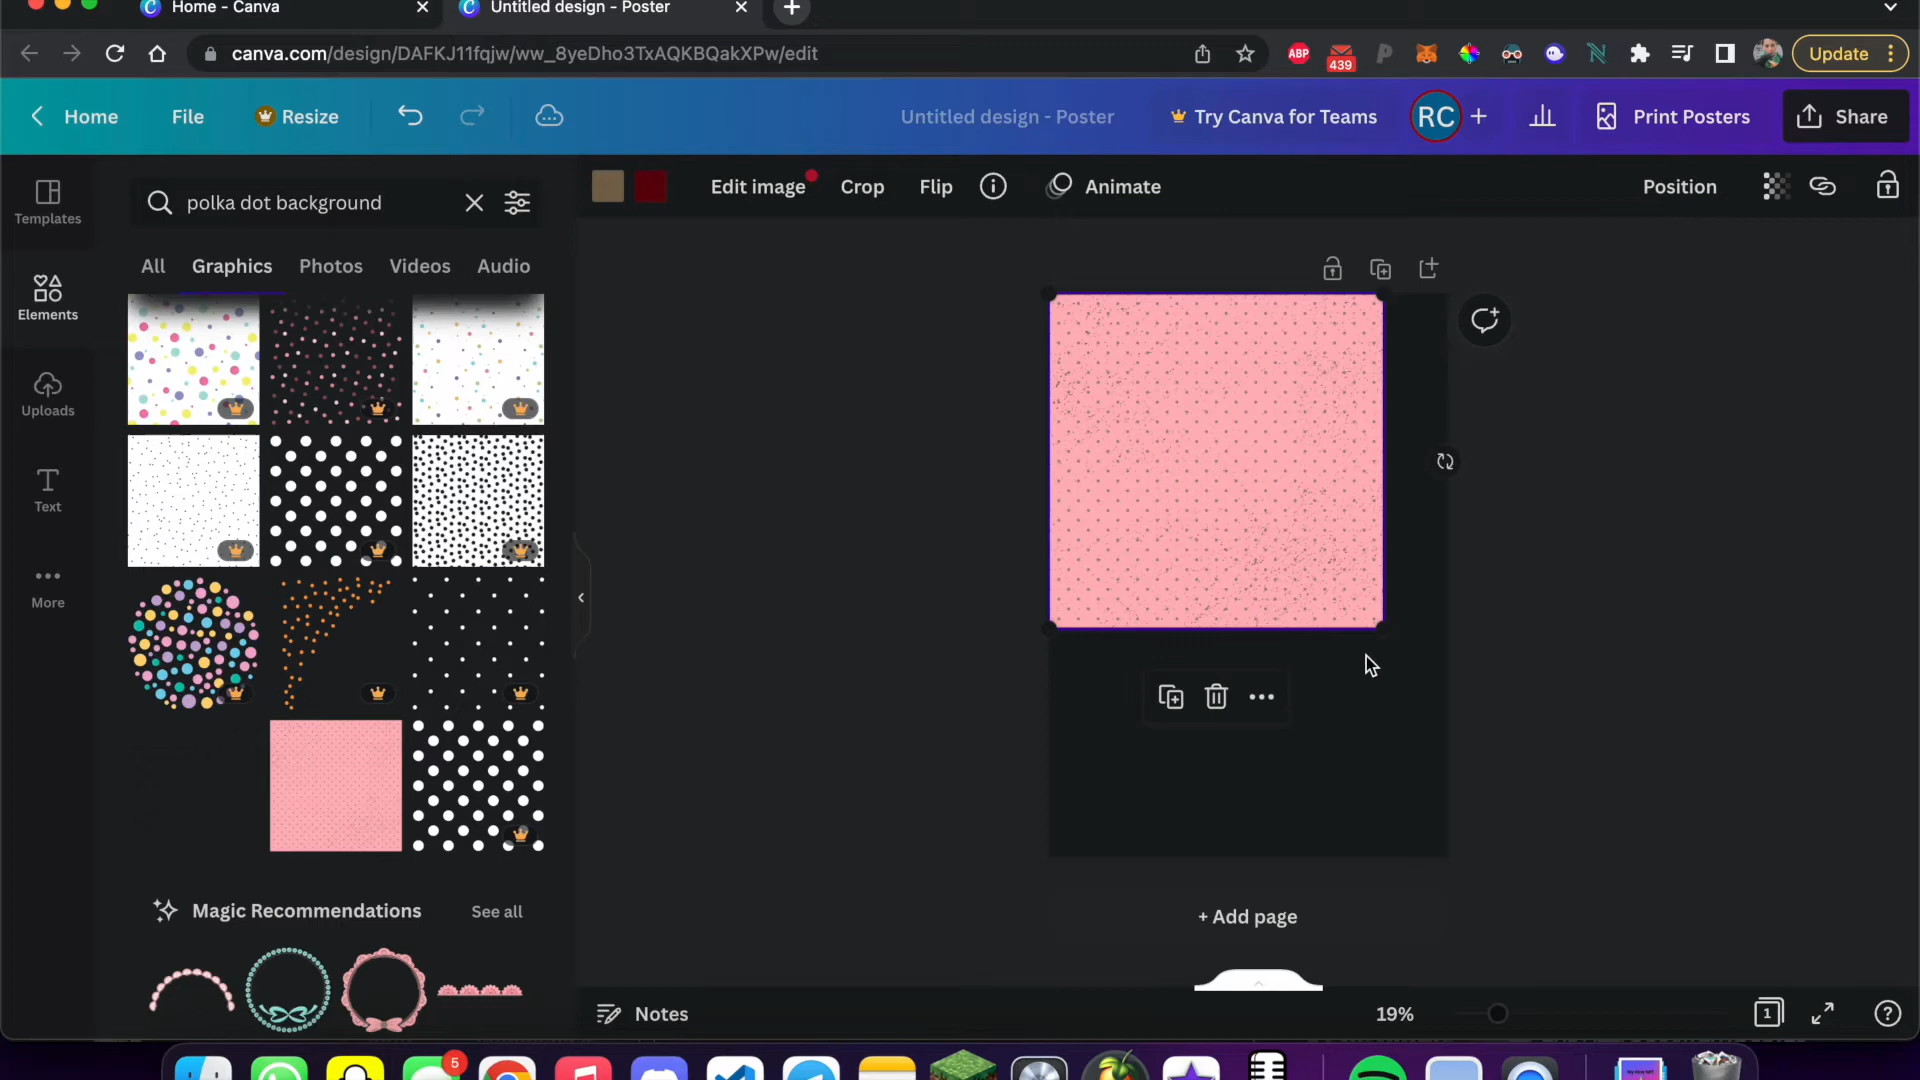 Home - Canva
Untitled design - Poster
canva.com/design/DAFKJ11fqjw/ww_8yeDho3TxAQKBQakXPw/edit
ABP
439
Update
Home
File
Resize
Untitled design - Poster
Try Canva for Teams
RC
Print Posters
Share
Templates
Elements
Uploads
Text
More
polka dot background
All
Graphics
Photos
Videos
Audio
Edit image
Crop
Flip
Animate
Position
Magic Recommendations
See all
+ Add page
Notes
19%
1
5